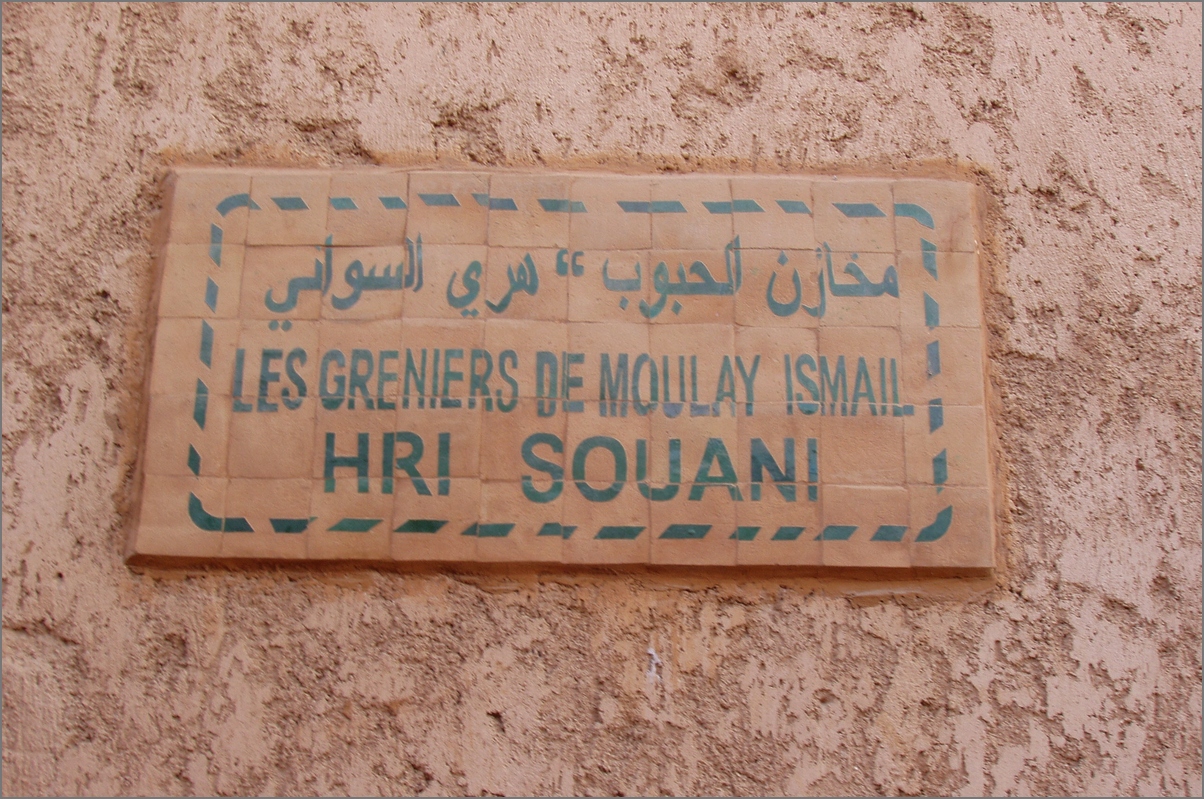 مخازن الحبوب “ هري السواني
LES GRENIERS DE MOULAY ISMAIL
HRI SOUANI